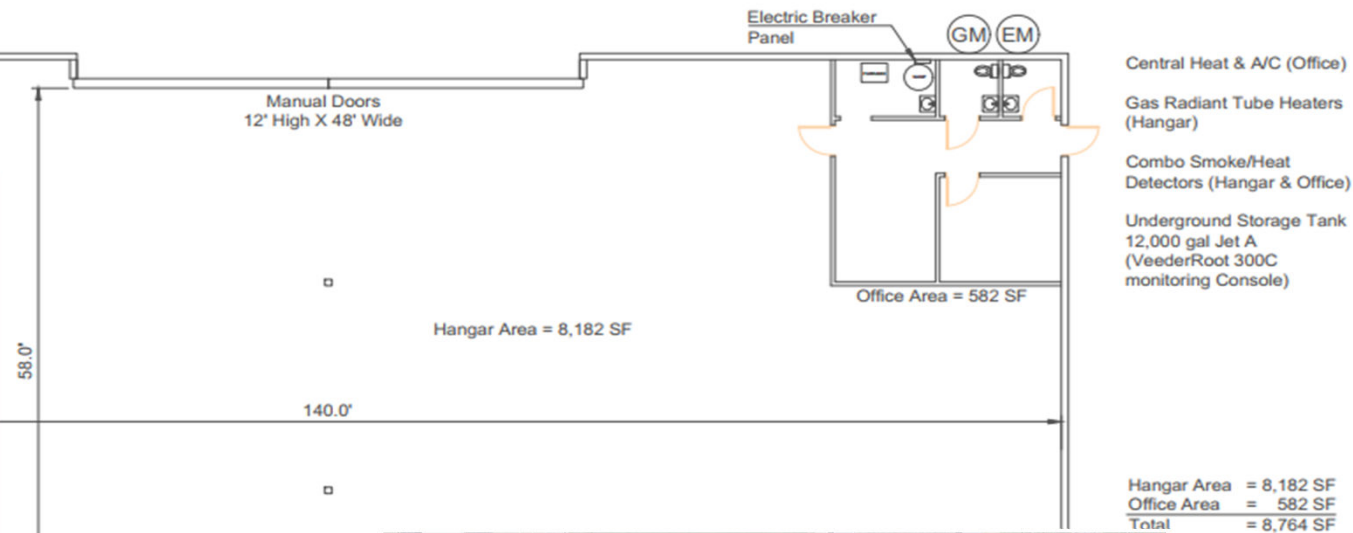 Electric Breaker
Panel
GM
EM
Central Heat & A/C (Office)
Gas Radiant Tube Heaters
(Hangar)
Combo Smoke/Heat
Detectors (Hangar & Office)
Underground Storage Tank
12,000 gal Jet A
(VeederRoot 300C
monitoring Console)
Manual Doors
12' High X 48' Wide
Office Area = 582 SF
Hangar Area = 8,182 SF
58.0'
140.0'
Hangar Area = 8,182 SF
Office Area = 582 SF
Total = 8,764 SF